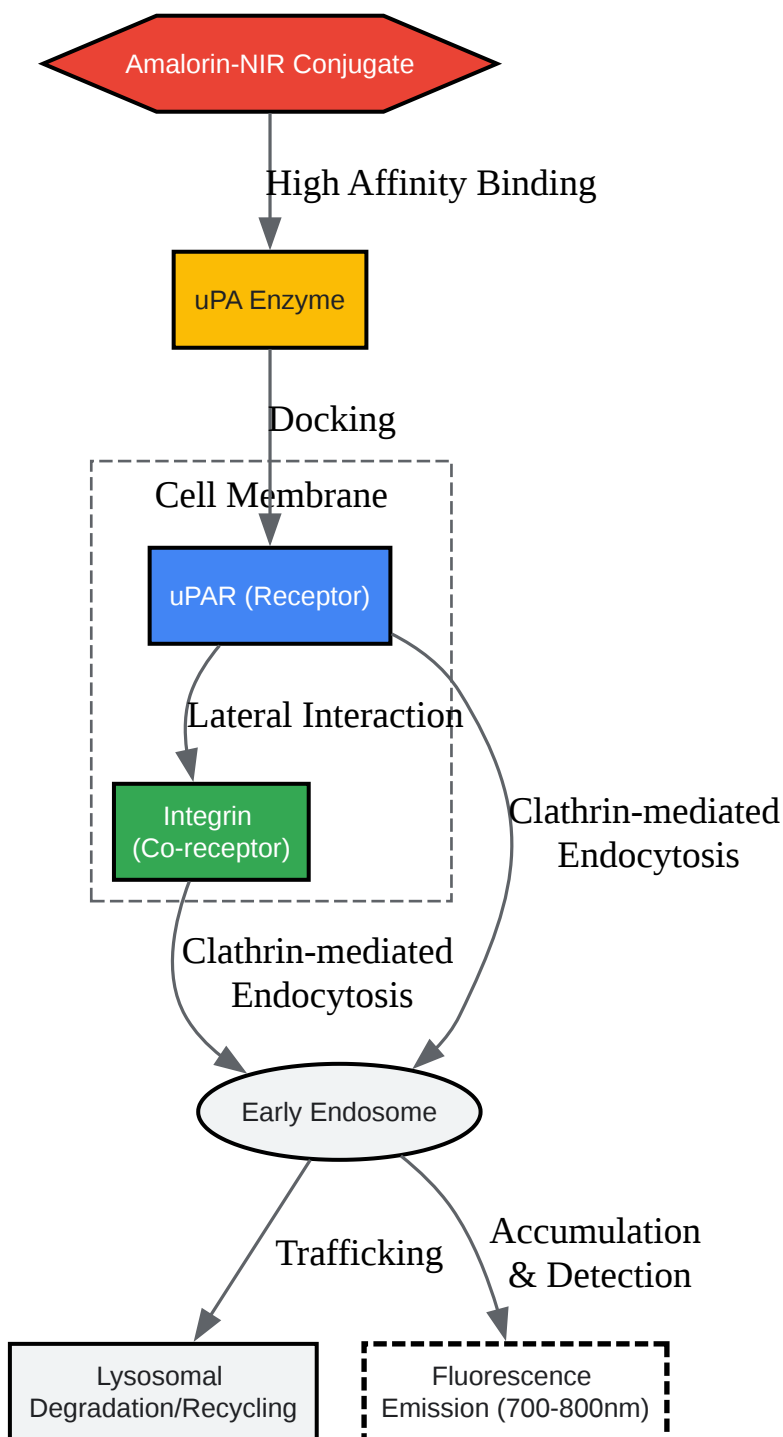 Amalorin-NIR Conjugate
High Affinity Binding
uPA Enzyme
Docking
Cell Membrane
uPAR (Receptor)
Lateral Interaction
Integrin
(Co-receptor)
Clathrin-mediated
Endocytosis
Clathrin-mediated
Endocytosis
Early Endosome
Trafficking
Accumulation
& Detection
Lysosomal
Degradation/Recycling
Fluorescence
Emission (700-800nm)